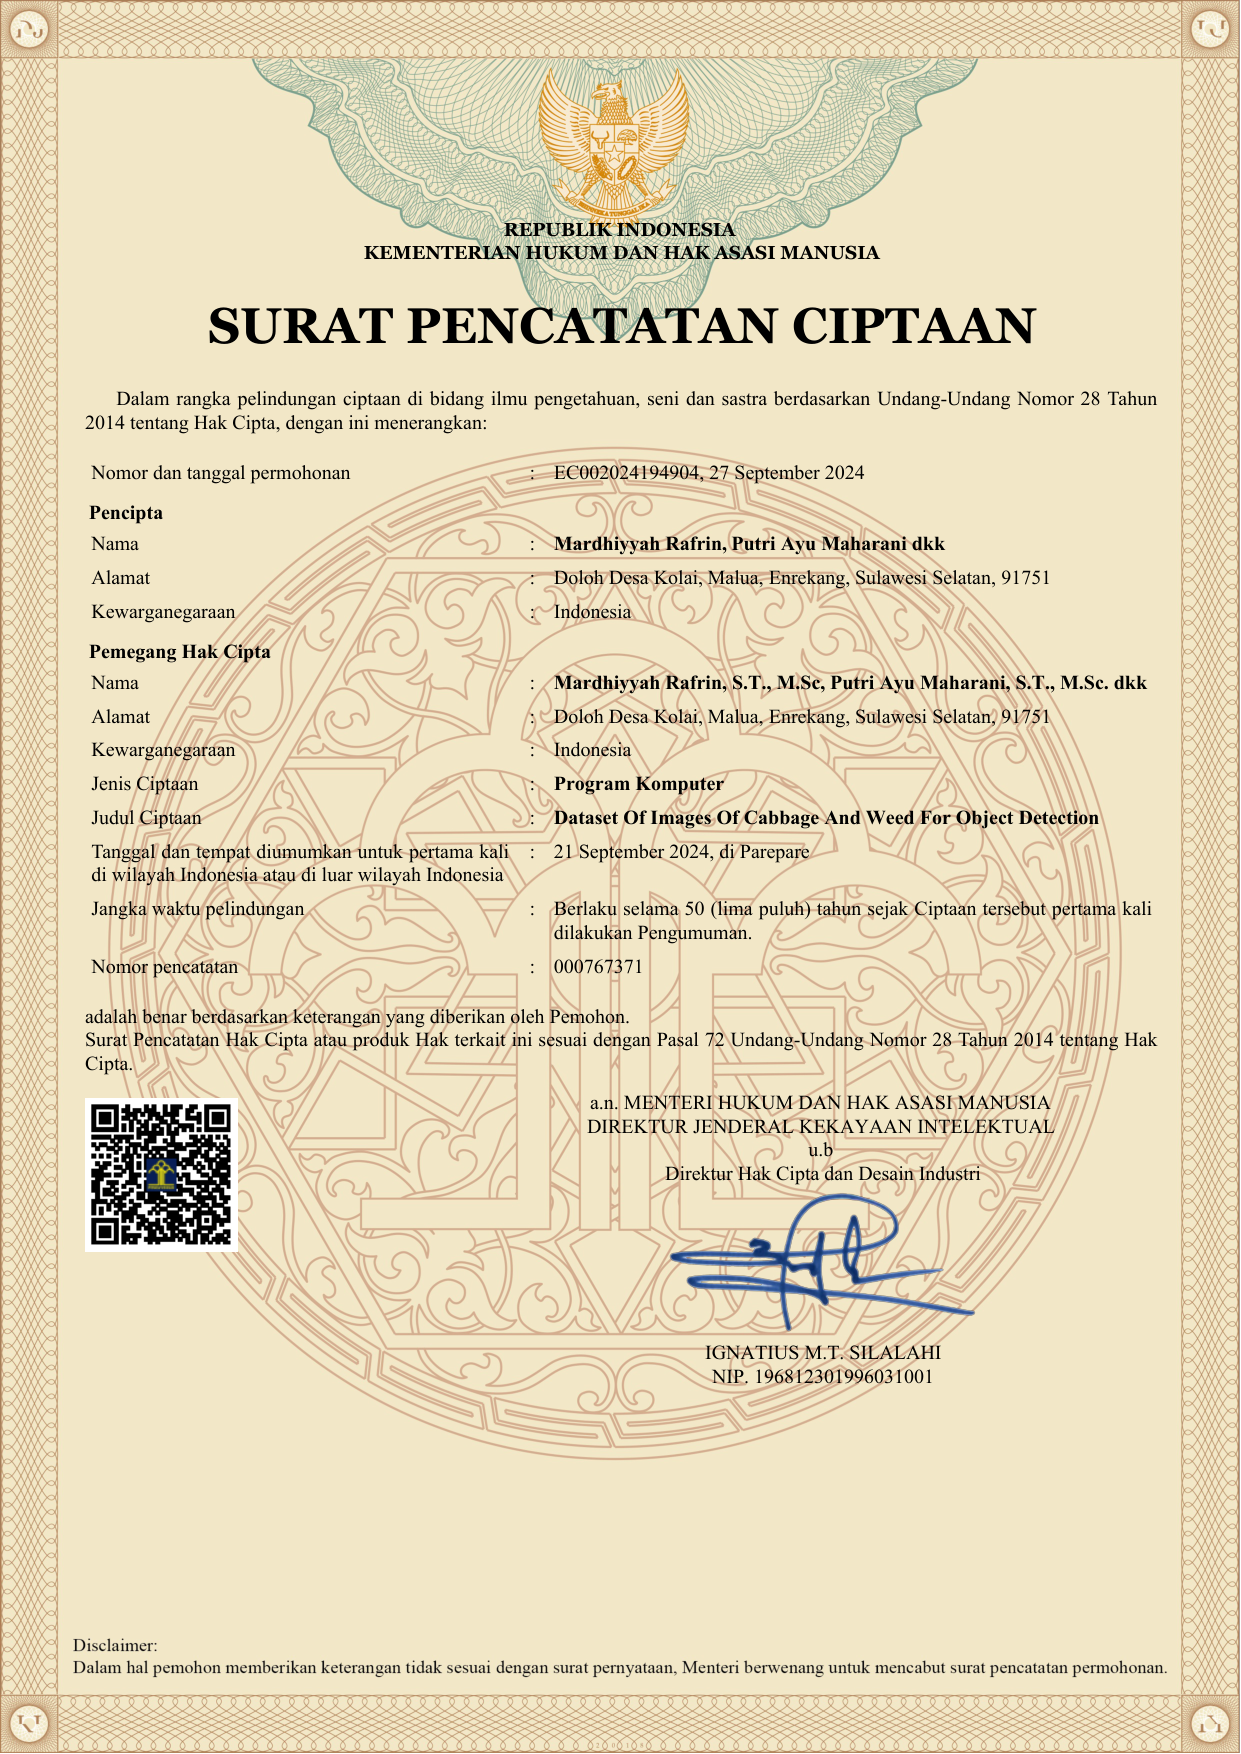 REPUBLIK INDONESIA
KEMENTERIAN HUKUM DAN HAK ASASI MANUSIA
SURAT PENCATATAN CIPTAAN
Dalam rangka pelindungan ciptaan di bidang ilmu pengetahuan, seni dan sastra berdasarkan Undang-Undang Nomor 28 Tahun
2014 tentang Hak Cipta, dengan ini menerangkan:
Nomor dan tanggal permohonan : EC002024194904, 27 September 2024
Pencipta
Nama : Mardhiyyah Rafrin, Putri Ayu Maharani dkk
Alamat : Doloh Desa Kolai, Malua, Enrekang, Sulawesi Selatan, 91751
Kewarganegaraan : Indonesia
Pemegang Hak Cipta
Nama : Mardhiyyah Rafrin, S.T., M.Sc, Putri Ayu Maharani, S.T., M.Sc. dkk
Alamat : Doloh Desa Kolai, Malua, Enrekang, Sulawesi Selatan, 91751
Kewarganegaraan : Indonesia
Jenis Ciptaan : Program Komputer
Judul Ciptaan : Dataset Of Images Of Cabbage And Weed For Object Detection
Tanggal dan tempat diumumkan untuk pertama kali : 21 September 2024, di Parepare
di wilayah Indonesia atau di luar wilayah Indonesia
Jangka waktu pelindungan : Berlaku selama 50 (lima puluh) tahun sejak Ciptaan tersebut pertama kali
dilakukan Pengumuman.
Nomor pencatatan : 000767371
adalah benar berdasarkan keterangan yang diberikan oleh Pemohon.
Surat Pencatatan Hak Cipta atau produk Hak terkait ini sesuai dengan Pasal 72 Undang-Undang Nomor 28 Tahun 2014 tentang Hak
Cipta.
a.n. MENTERI HUKUM DAN HAK ASASI MANUSIA
DIREKTUR JENDERAL KEKAYAAN INTELEKTUAL
u.b
Direktur Hak Cipta dan Desain Industri
IGNATIUS M.T. SILALAHI
NIP. 196812301996031001
Disclaimer:
Dalam hal pemohon memberikan keterangan tidak sesuai dengan surat pernyataan, Menteri berwenang untuk mencabut surat pencatatan permohonan.